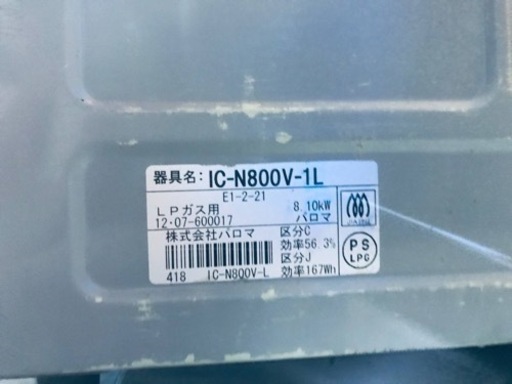 器具名: IC-N800V-1L
E1-2-21
LPガス用 8.10kW
12·07-600017 パロマ
株式会社パロマ 区分C
効率56.3%
区分J
418 IC-N800V-L 効率167Wh
PS
LPG